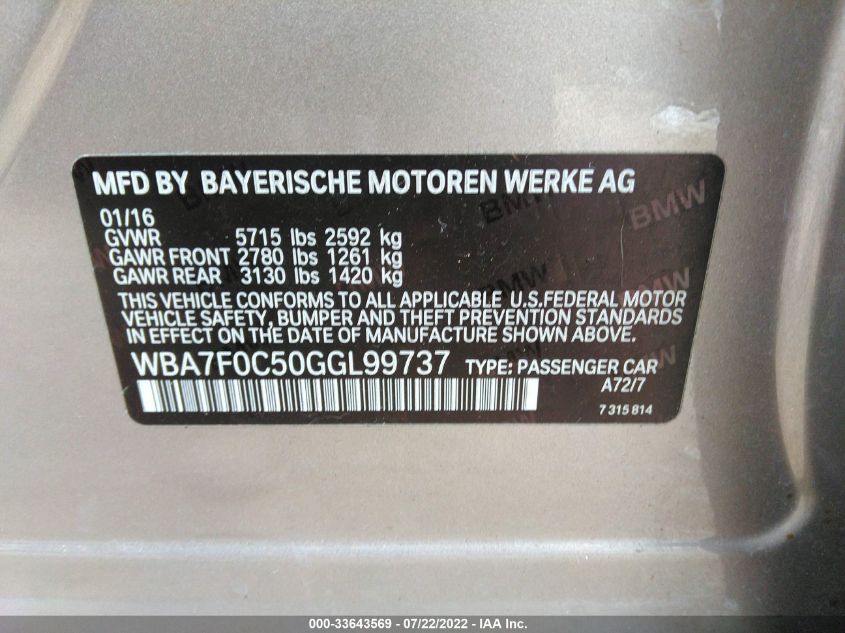 MFD BY BAYERISCHE MOTOREN WERKE AG
01/16
GVWR 5715 lbs 2592 kg
GAWR FRONT 2780 lbs 1261 kg
GAWR REAR 3130 lbs 1420 kg
THIS VEHICLE CONFORMS TO ALL APPLICABLE U.S.FEDERAL MOTOR
VEHICLE SAFETY, BUMPER AND THEFT PREVENTION STANDARDS
IN EFFECT ON THE DATE OF MANUFACTURE SHOWN ABOVE.
WBA7F0C50GGL99737 TYPE: PASSENGER CAR
A72/7
7 315 814
BMW
000-33643569 / 07/22/2022 - IAA Inc.